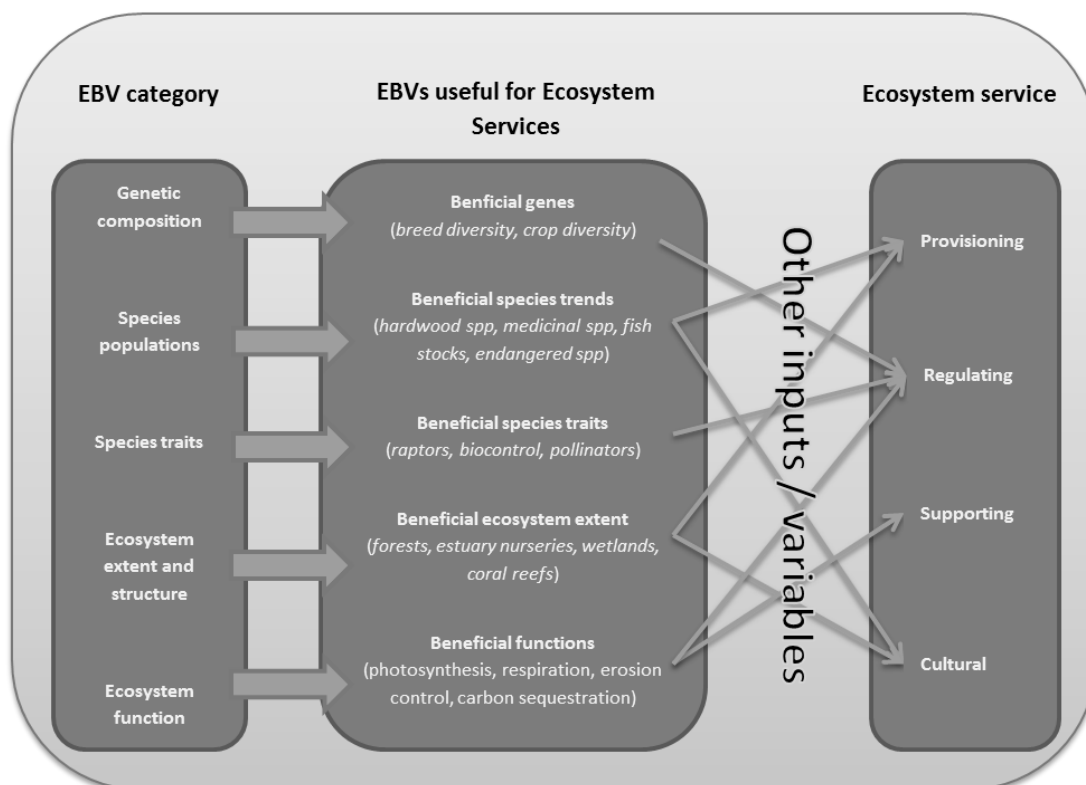 EBV category
EBVs useful for Ecosystem
Services
Ecosystem service
Genetic
composition
Species
populations
Species traits
Ecosystem
extent and
structure
Ecosystem
function
Benficial genes
(breed diversity, crop diversity)
Beneficial species trends
(hardwood spp, medicinal spp, fish
stocks, endangered spp)
Beneficial species traits
(raptors, biocontrol, pollinators)
Beneficial ecosystem extent
(forests, estuary nurseries, wetlands,
coral reefs)
Beneficial functions
(photosynthesis, respiration, erosion
control, carbon sequestration)
Other inputs / variables
Provisioning
Regulating
Supporting
Cultural